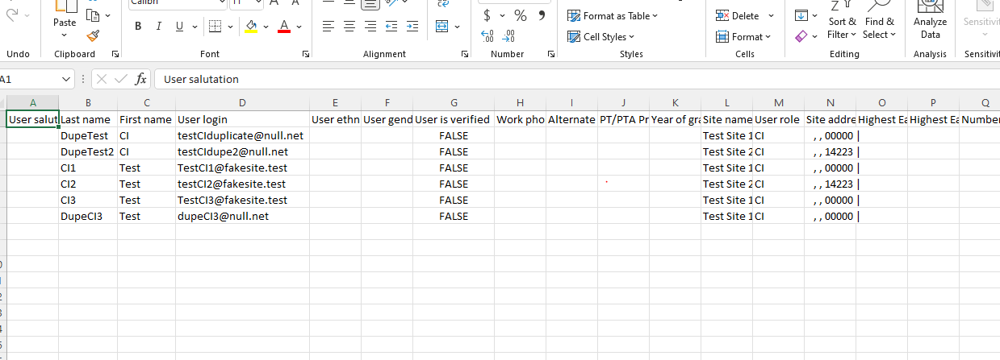 Calibri 11 A A
Paste
B I U A
$ % 9
.00 .00
Format as Table
Cell Styles
Delete
Format
Sort & Filter
Find & Select
Analyze Data
Sensitivity
Undo Clipboard Font Alignment Number Styles Cells Editing Analysis Sensitivi
A1 fx User salutation
A B C D E F G H I J K L M N O P Q
User salut Last name First name User login User ethn User gend User is verified Work pho Alternate PT/PTA Pr Year of gra Site name User role Site addre Highest Ea Highest Ea Number
DupeTest CI testCIduplicate@null.net FALSE Test Site 1 CI , , 00000 |
DupeTest2 CI testCIdupe2@null.net FALSE Test Site 2 CI , , 14223 |
CI1 Test TestCI1@fakesite.test FALSE Test Site 1 CI , , 00000 |
CI2 Test testCI2@fakesite.test FALSE Test Site 2 CI , , 14223 |
CI3 Test TestCI3@fakesite.test FALSE Test Site 1 CI , , 00000 |
DupeCI3 Test dupeCI3@null.net FALSE Test Site 1 CI , , 00000 |